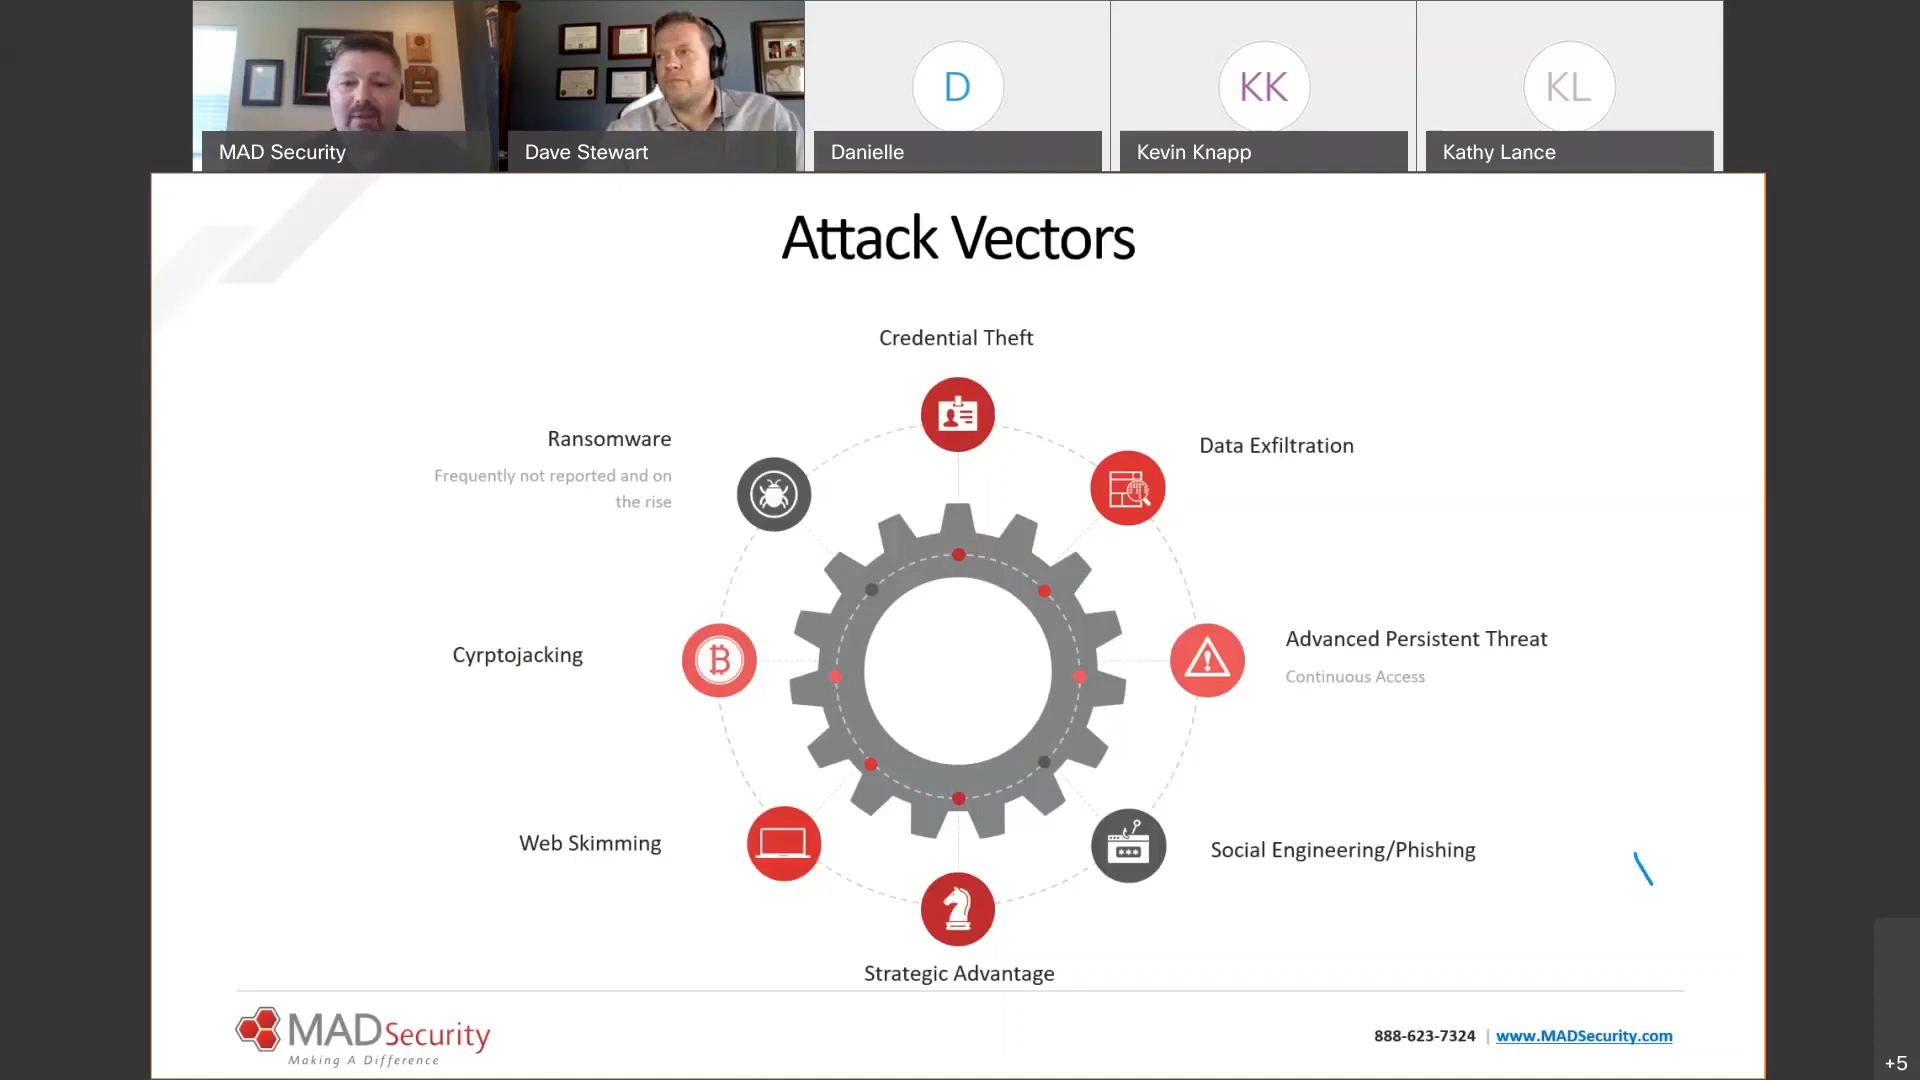 MAD Security
Dave Stewart
D
Danielle
KK
Kevin Knapp
KL
Kathy Lance
Attack Vectors
Credential Theft
Ransomware
Frequently not reported and on
the rise
Data Exfiltration
Cyrptojacking
Advanced Persistent Threat
Continuous Access
Web Skimming
Social Engineering/Phishing
Strategic Advantage
MAD Security
Making A Difference
888-623-7324 | www.MADSecurity.com
+5